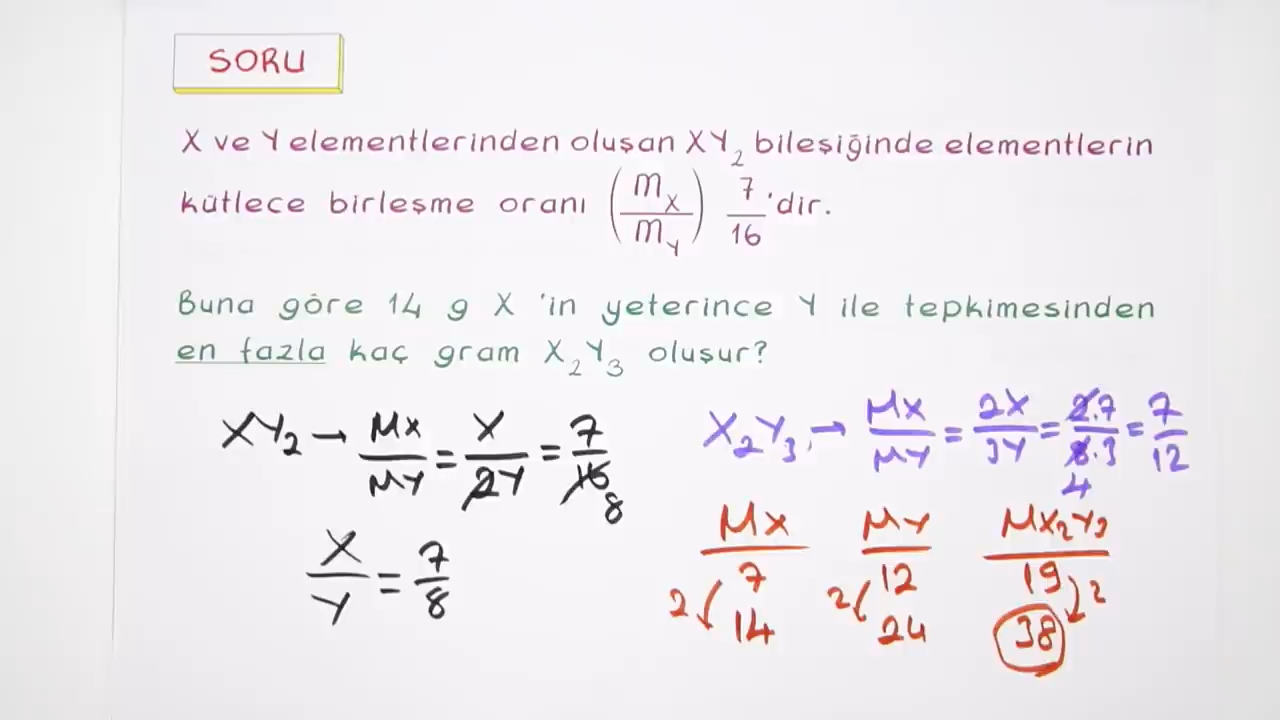 SORU
X ve Y elementlerinden oluşan XY₂ bileşiğinde elementlerin
kütlece birleşme oranı (m_X/m_Y) 7/16 'dir.
Buna göre 14 g X 'in yeterince Y ile tepkimesinden
en fazla kaç gram X₂Y₃ oluşur?
XY₂ → MX/MY = X/2Y = 7/16 8
X/Y = 7/8
X₂Y₃ → MX/MY = 2X/3Y = 2.7/8.3 = 7/12
4
MX MY MX₂Y₃
7 12 19
2 2 2
14 24 38